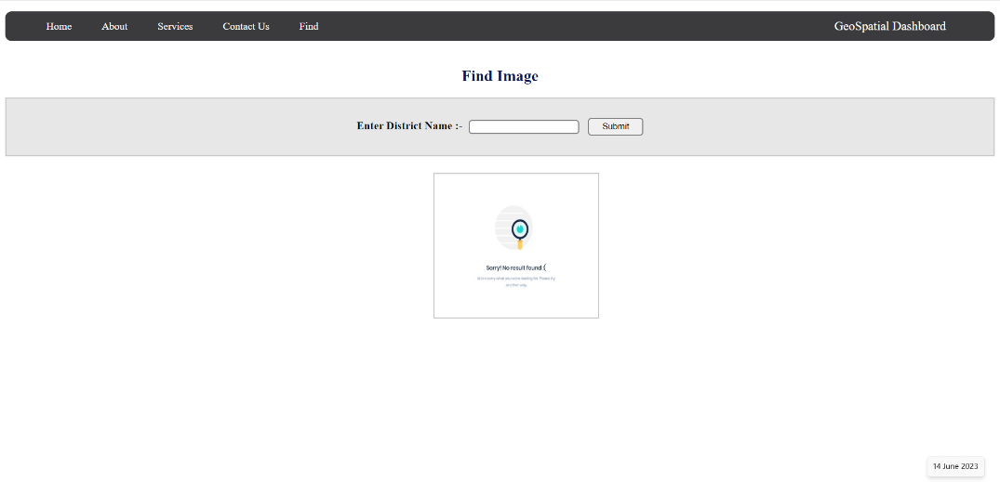 Home About Services Contact Us Find GeoSpatial Dashboard
Find Image
Enter District Name :- Submit
Sorry! No result found :(
We're sorry what you were looking for. Please try
another way
14 June 2023